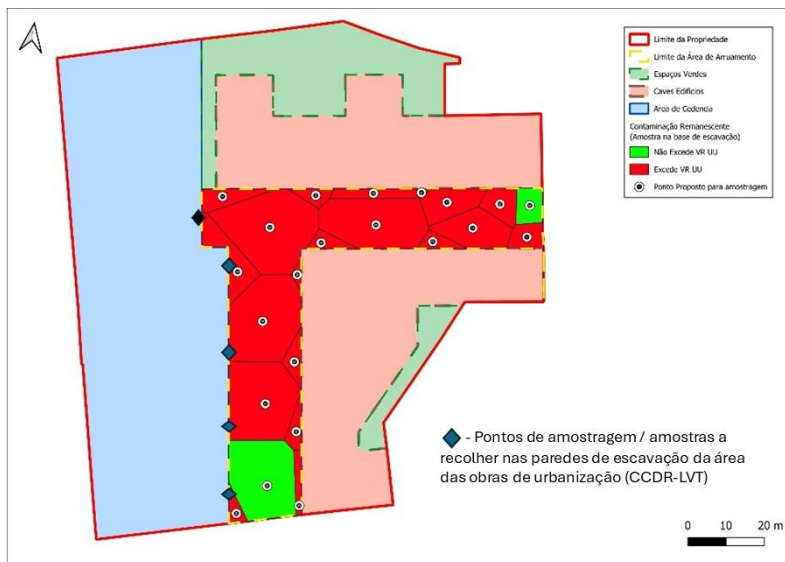 Limite da Propriedade
Limite da Área de Arruamento
Espaços Verdes
Caves Edifícios
Área de Cedência
Contaminação Remanescente
(Amostra na base de escavação)
Não Excede VR UU
Excede VR UU
Ponto Proposto para amostragem
- Pontos de amostragem / amostras a
recolher nas paredes de escavação da área
das obras de urbanização (CCDR-LVT)
0 10 20 m